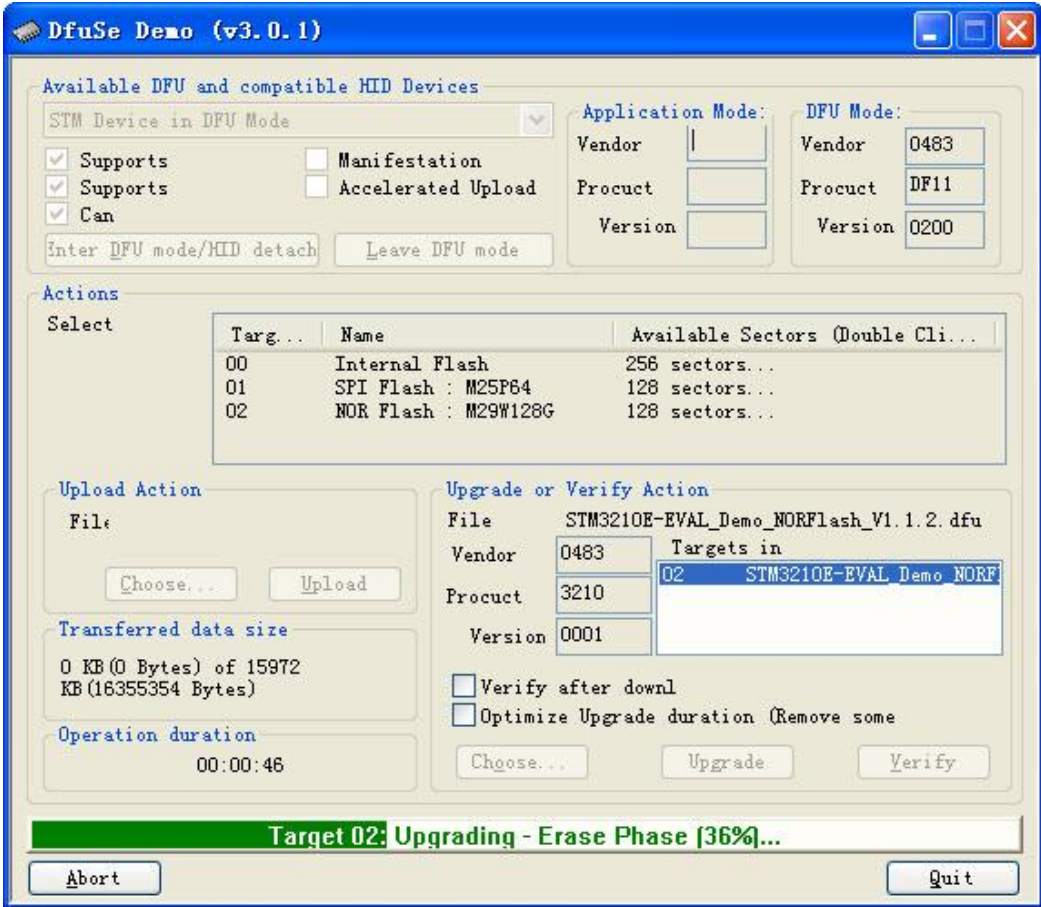 DfuSe Demo (v3.0.1)
Available DFU and compatible HID Devices
STM Device in DFU Mode
Supports
Manifestation
Supports
Accelerated Upload
Can
Enter DFU mode/HID detach
Leave DFU mode
Application Mode:
Vendor
Procuct
Version
DFU Mode:
Vendor 0483
Procuct DF11
Version 0200
Actions
Select
Targ... Name Available Sectors (Double Cli...
00 Internal Flash 256 sectors...
01 SPI Flash : M25P64 128 sectors...
02 NOR Flash : M29W128G 128 sectors...
Upload Action
File
Choose... Upload
Transferred data size
0 KB(0 Bytes) of 15972
KB(16355354 Bytes)
Operation duration
00:00:46
Upgrade or Verify Action
File STM3210E-EVAL_Demo_NORFlash_V1.1.2.dfu
Vendor 0483
Procuct 3210
Version 0001
Targets in
02 STM3210E-EVAL_Demo_NORF
Verify after downl
Optimize Upgrade duration (Remove some
Choose... Upgrade Verify
Target 02: Upgrading - Erase Phase (36%)...
Abort Quit